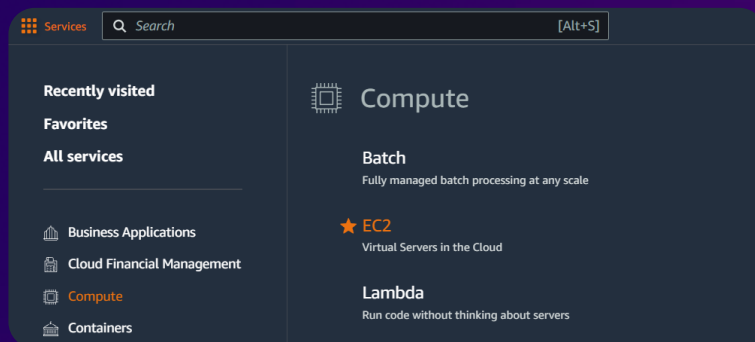 Services
Search [Alt+S]
Recently visited
Favorites
All services
Business Applications
Cloud Financial Management
Compute
Containers
Compute
Batch
Fully managed batch processing at any scale
EC2
Virtual Servers in the Cloud
Lambda
Run code without thinking about servers